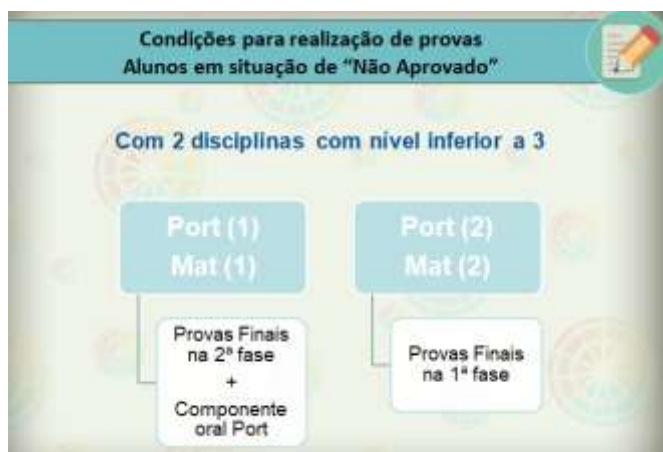 Condições para realização de provas
Alunos em situação de “Não Aprovado”
Com 2 disciplinas com nível inferior a 3
Port (1)
Mat (1)
Provas Finais
na 2ª fase
+
Componente
oral Port
Port (2)
Mat (2)
Provas Finais
na 1ª fase